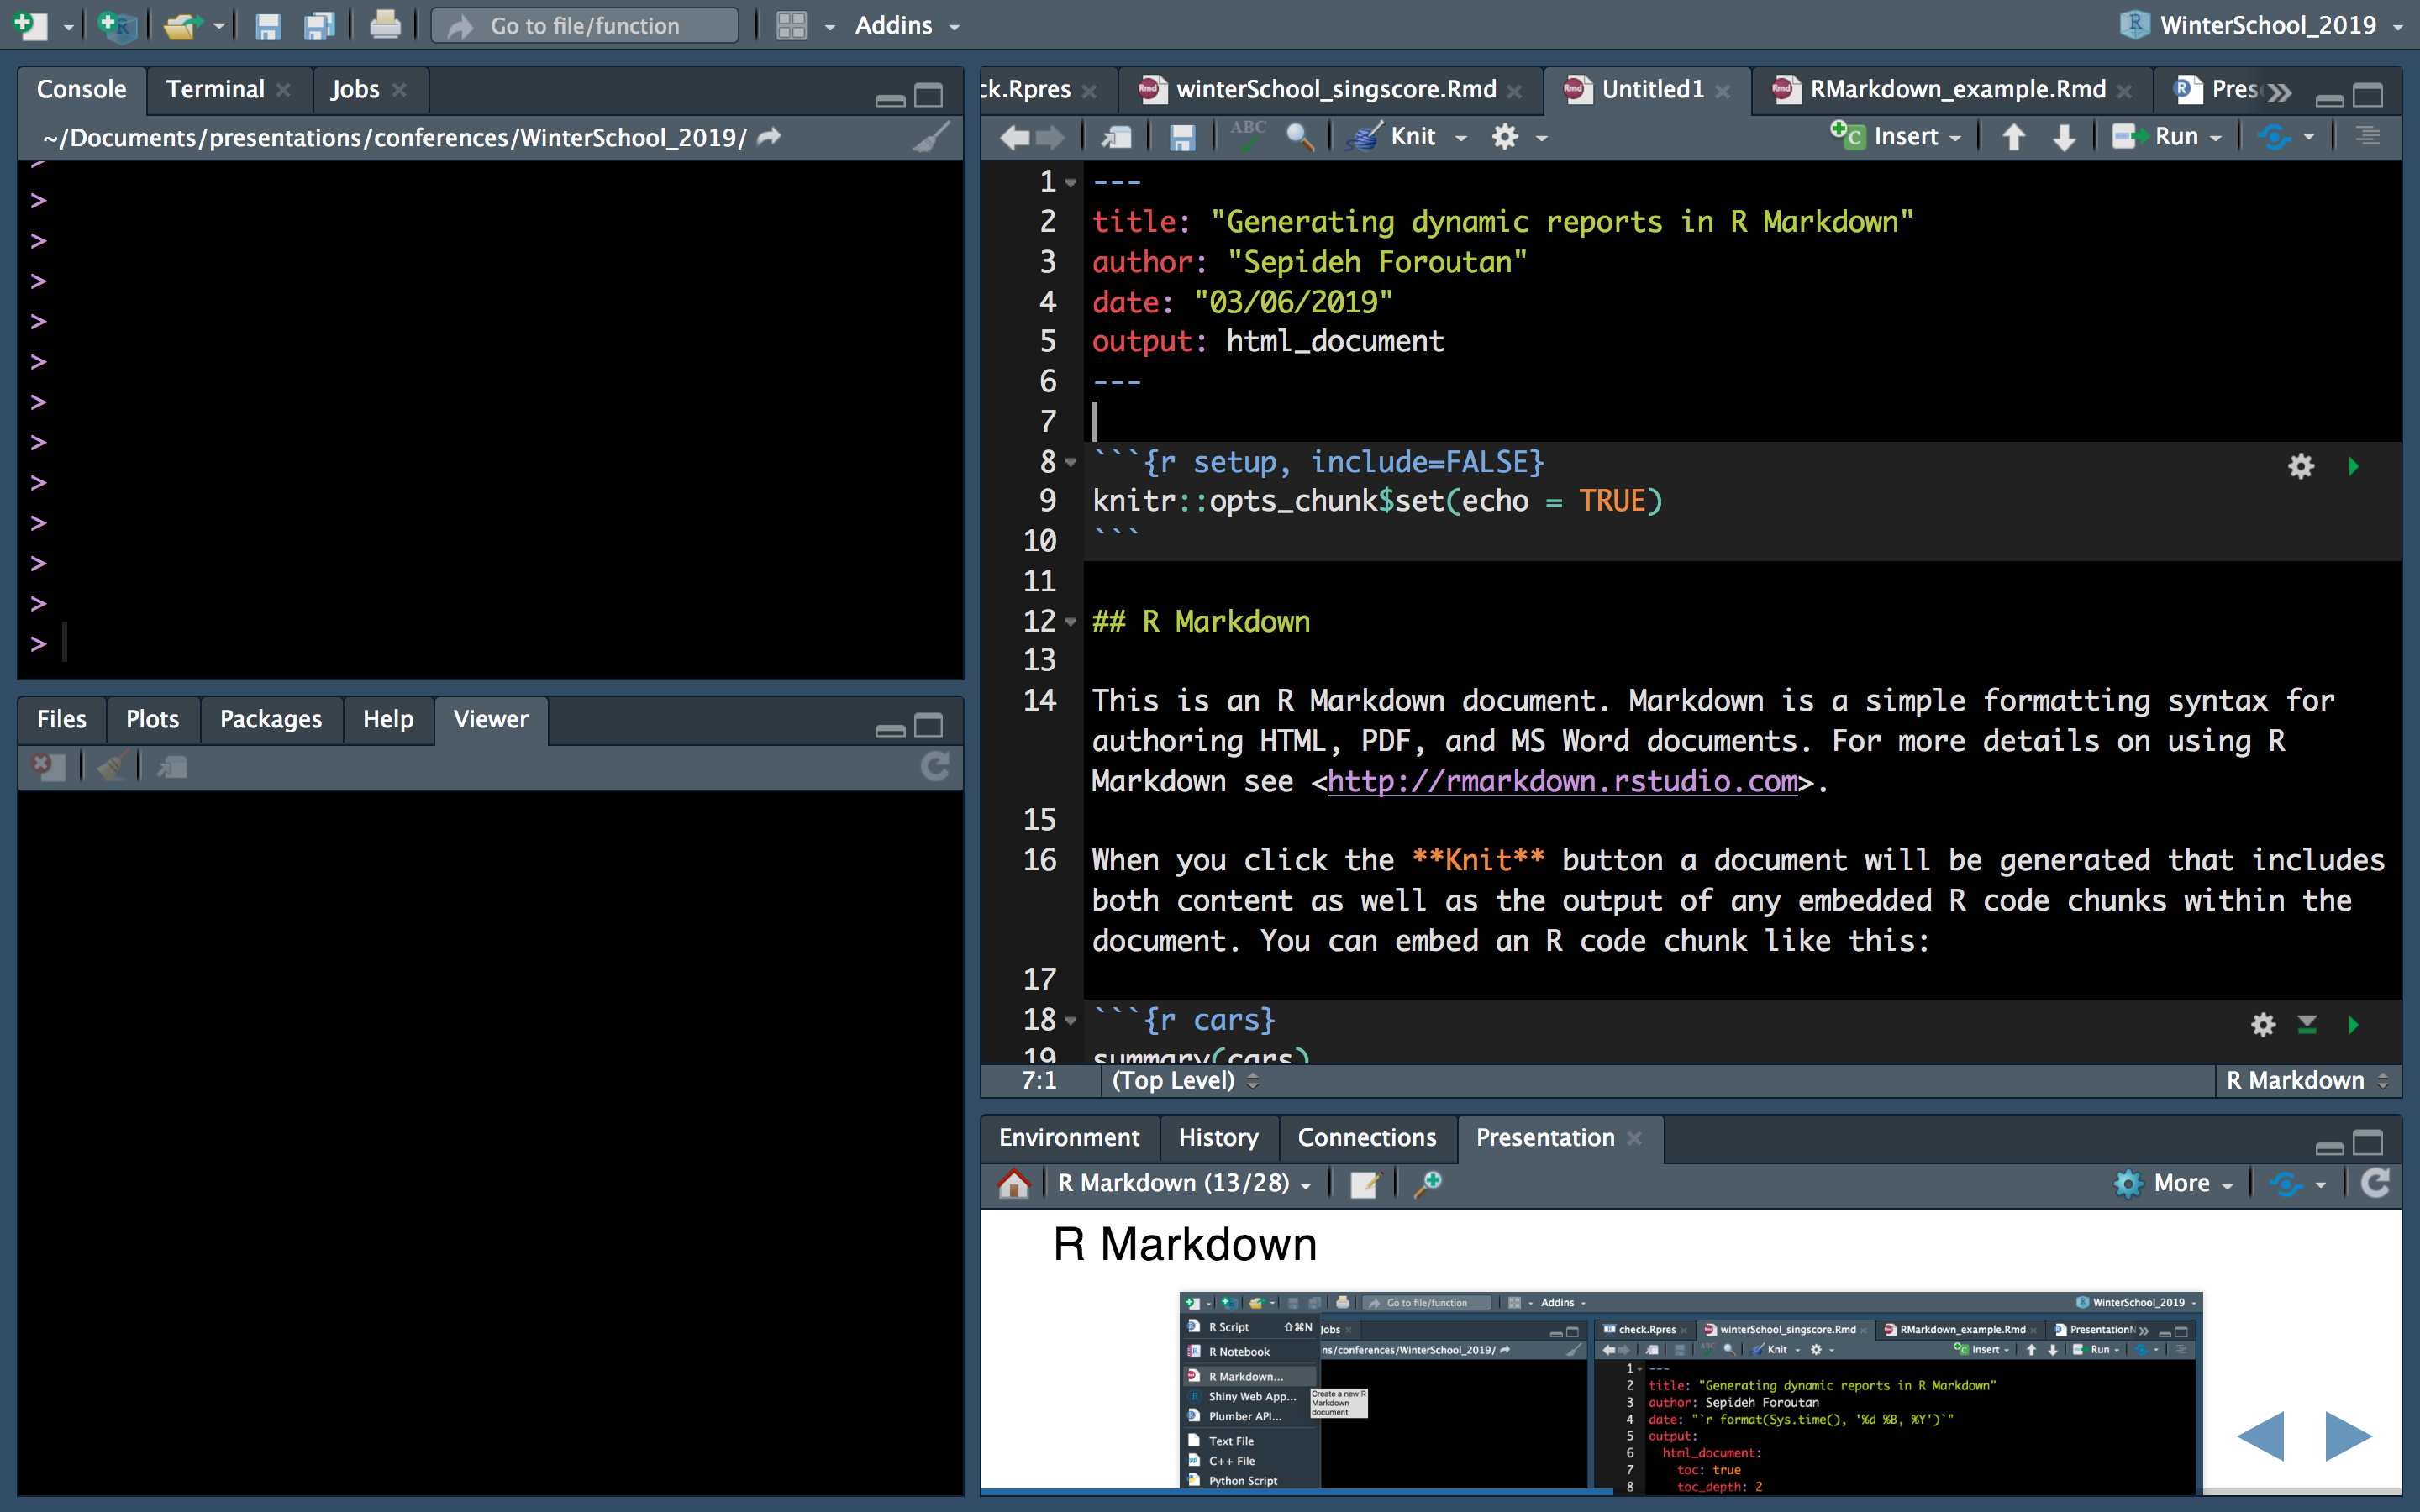 Go to file/function
Addins
WinterSchool_2019
Console
Terminal
Jobs
~/Documents/presentations/conferences/WinterSchool_2019/
>
>
>
>
>
>
>
>
>
>
>
>
Files
Plots
Packages
Help
Viewer
ck.Rpres
winterSchool_singscore.Rmd
Untitled1
RMarkdown_example.Rmd
Pres
ABC
Knit
Insert
Run
1 ---
2 title: "Generating dynamic reports in R Markdown"
3 author: "Sepideh Foroutan"
4 date: "03/06/2019"
5 output: html_document
6 ---
7
8 ```{r setup, include=FALSE}
9 knitr::opts_chunk$set(echo = TRUE)
10 ```
11
12 ## R Markdown
13
14 This is an R Markdown document. Markdown is a simple formatting syntax for
authoring HTML, PDF, and MS Word documents. For more details on using R
Markdown see <http://rmarkdown.rstudio.com>.
15
16 When you click the **Knit** button a document will be generated that includes
both content as well as the output of any embedded R code chunks within the
document. You can embed an R code chunk like this:
17
18 ```{r cars}
19 summary(cars)
7:1
(Top Level)
R Markdown
Environment
History
Connections
Presentation
R Markdown (13/28)
More
R Markdown
Go to file/function
Addins
WinterSchool_2019
R Script ⇧⌘N
R Notebook
R Markdown...
Shiny Web App...
Plumber API...
Text File
C++ File
Python Script
Create a new R
Markdown
document
Jobs
ns/conferences/WinterSchool_2019/
check.Rpres
winterSchool_singscore.Rmd
RMarkdown_example.Rmd
Knit
Insert
Run
1 ---
2 title: "Generating dynamic reports in R Markdown"
3 author: Sepideh Foroutan
4 date: "`r format(Sys.time(), '%d %B, %Y')`"
5 output:
6 html_document:
7 toc: true
8 toc_depth: 2